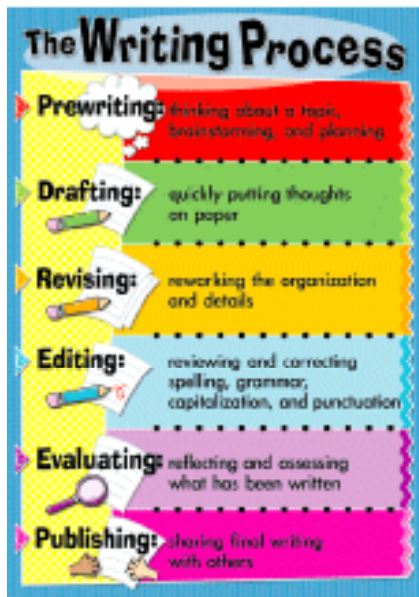 The Writing Process
Prewriting: thinking about a topic,
brainstorming, and planning
Drafting: quickly putting thoughts
on paper
Revising: reworking the organization
and details
Editing: reviewing and correcting
spelling, grammar,
capitalization, and punctuation
Evaluating: reflecting and assessing
what has been written
Publishing: sharing final writing
with others